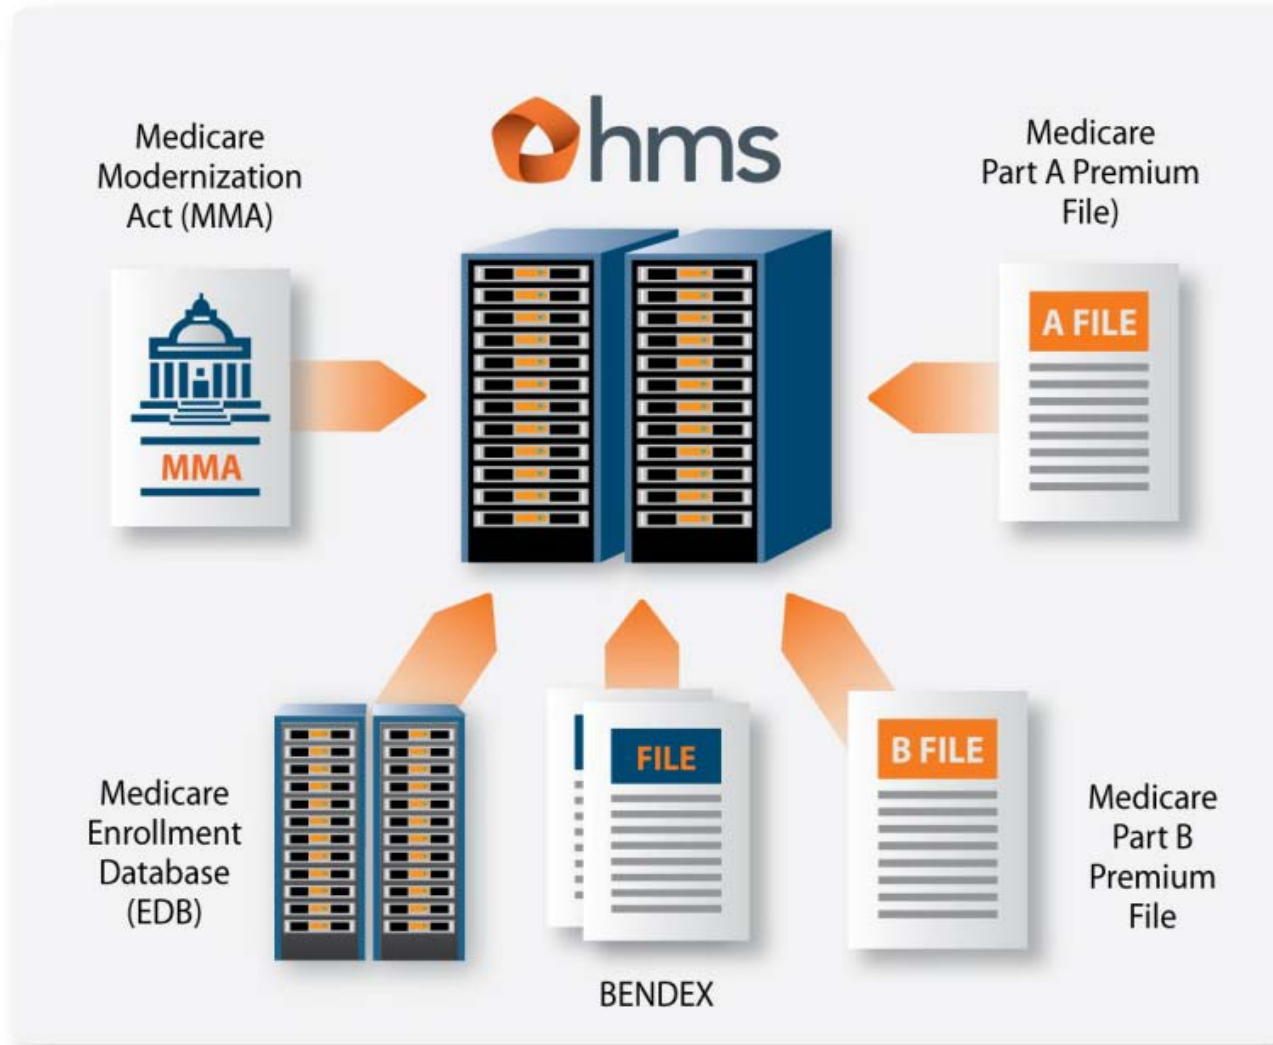 hms
Medicare
Modernization
Act (MMA)
Medicare
Part A Premium
File)
MMA
A FILE
Medicare
Enrollment
Database
(EDB)
FILE
BENDEX
B FILE
Medicare
Part B
Premium
File